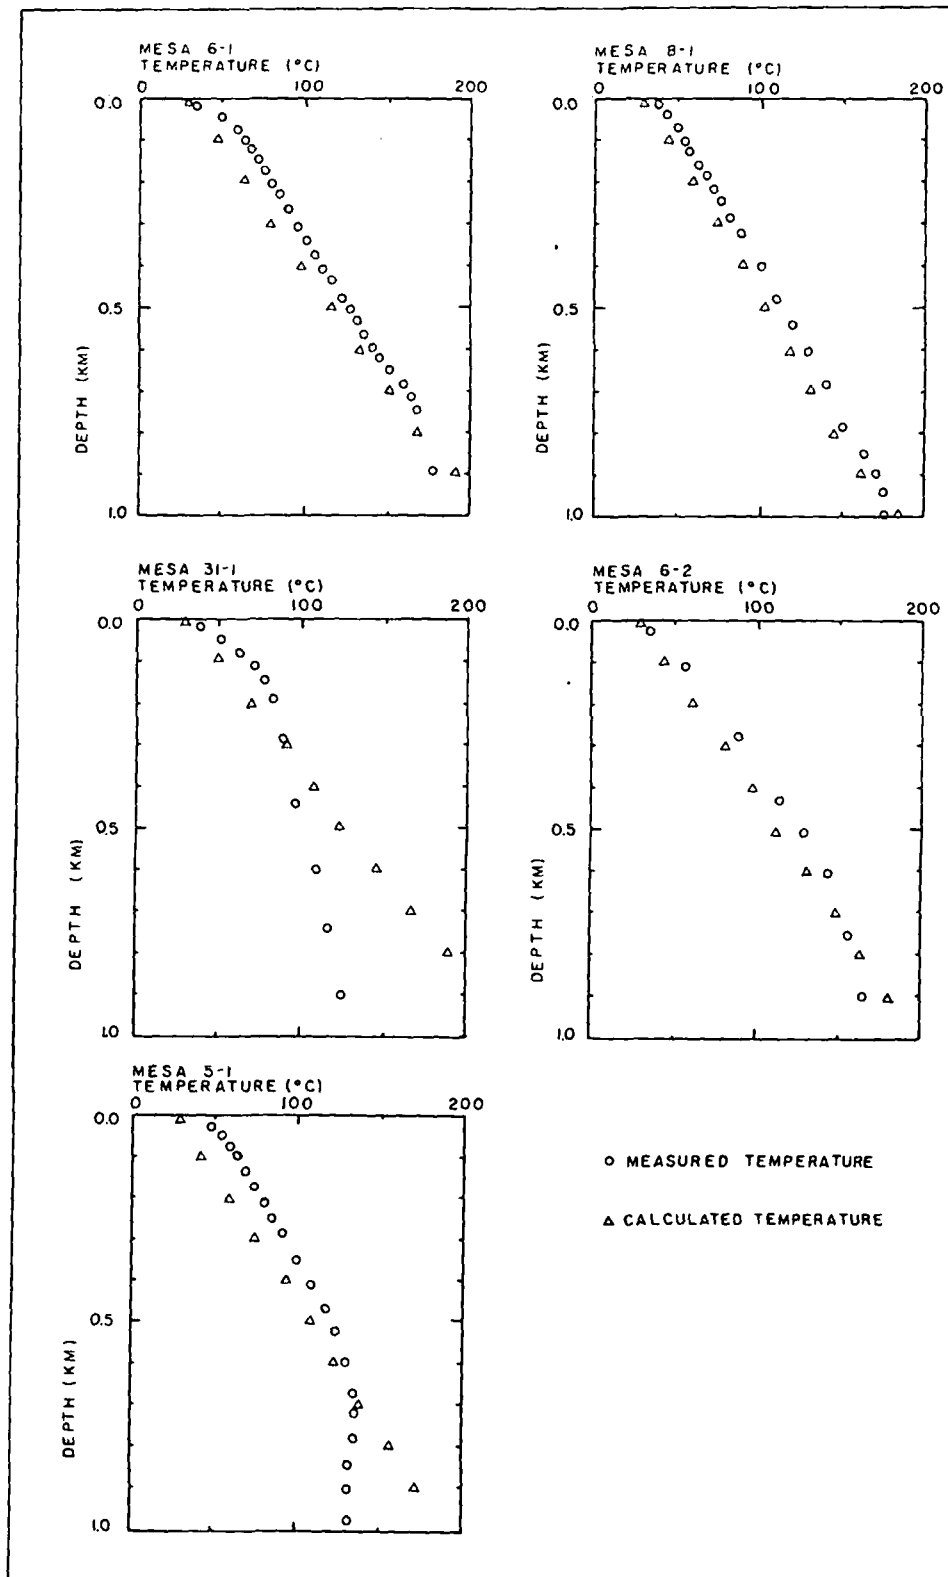 MESA 6-1
TEMPERATURE (°C)
0 100 200
0.0
0.5
1.0
DEPTH (KM)
MESA 8-1
TEMPERATURE (°C)
0 100 200
0.0
0.5
1.0
DEPTH (KM)
MESA 31-1
TEMPERATURE (°C)
0 100 200
0.0
0.5
1.0
DEPTH (KM)
MESA 6-2
TEMPERATURE (°C)
0 100 200
0.0
0.5
1.0
DEPTH (KM)
MESA 5-1
TEMPERATURE (°C)
0 100 200
0.0
0.5
1.0
DEPTH (KM)
O MEASURED TEMPERATURE
Δ CALCULATED TEMPERATURE